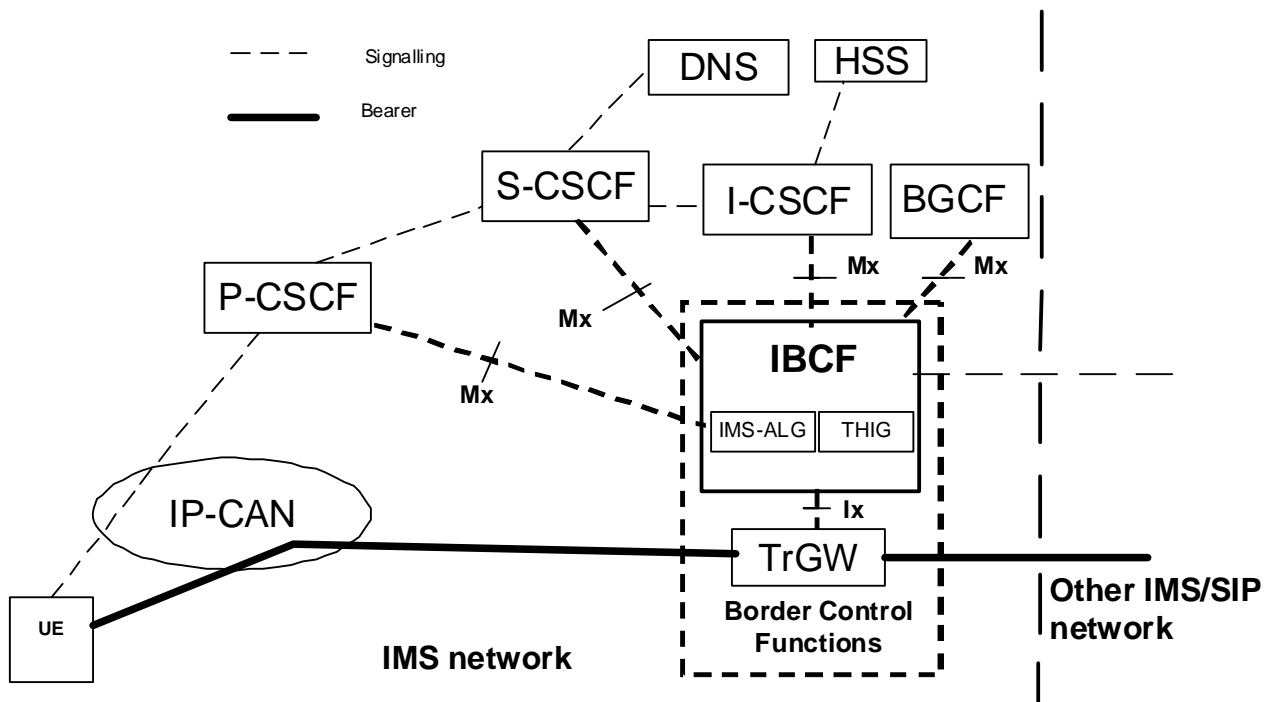 Signalling
Bearer
DNS
HSS
S-CSCF
I-CSCF
BGCF
P-CSCF
Mx
Mx
Mx
Mx
IBCF
IMS-ALG
THIG
IP-CAN
Ix
TrGW
UE
Border Control
Functions
IMS network
Other IMS/SIP
network